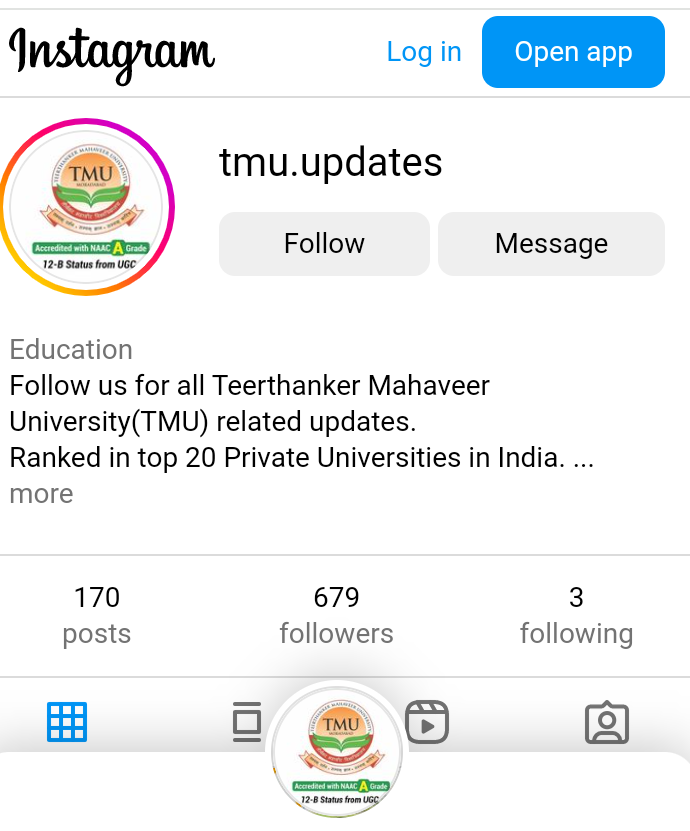 Instagram
Log in
Open app
TEERTHANKER MAHAVEER UNIVERSITY
TMU
MORADABAD
Accredited with NAAC A Grade
12-B Status from UGC
tmu.updates
Follow
Message
Education
Follow us for all Teerthanker Mahaveer
University(TMU) related updates.
Ranked in top 20 Private Universities in India. ...
more
170
posts
679
followers
3
following
TEERTHANKER MAHAVEER UNIVERSITY
TMU
MORADABAD
Accredited with NAAC A Grade
12-B Status from UGC